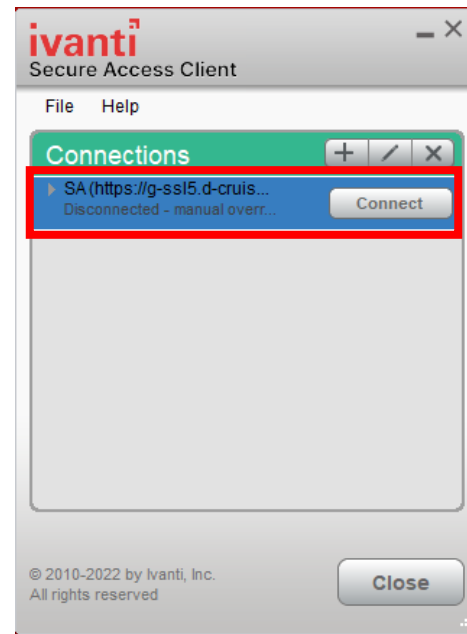 ivanti
Secure Access Client
File Help
Connections
SA(https://g-ssl5.d-cruis...
Disconnected - manual overr...
Connect
© 2010-2022 by Ivanti, Inc.
All rights reserved
Close